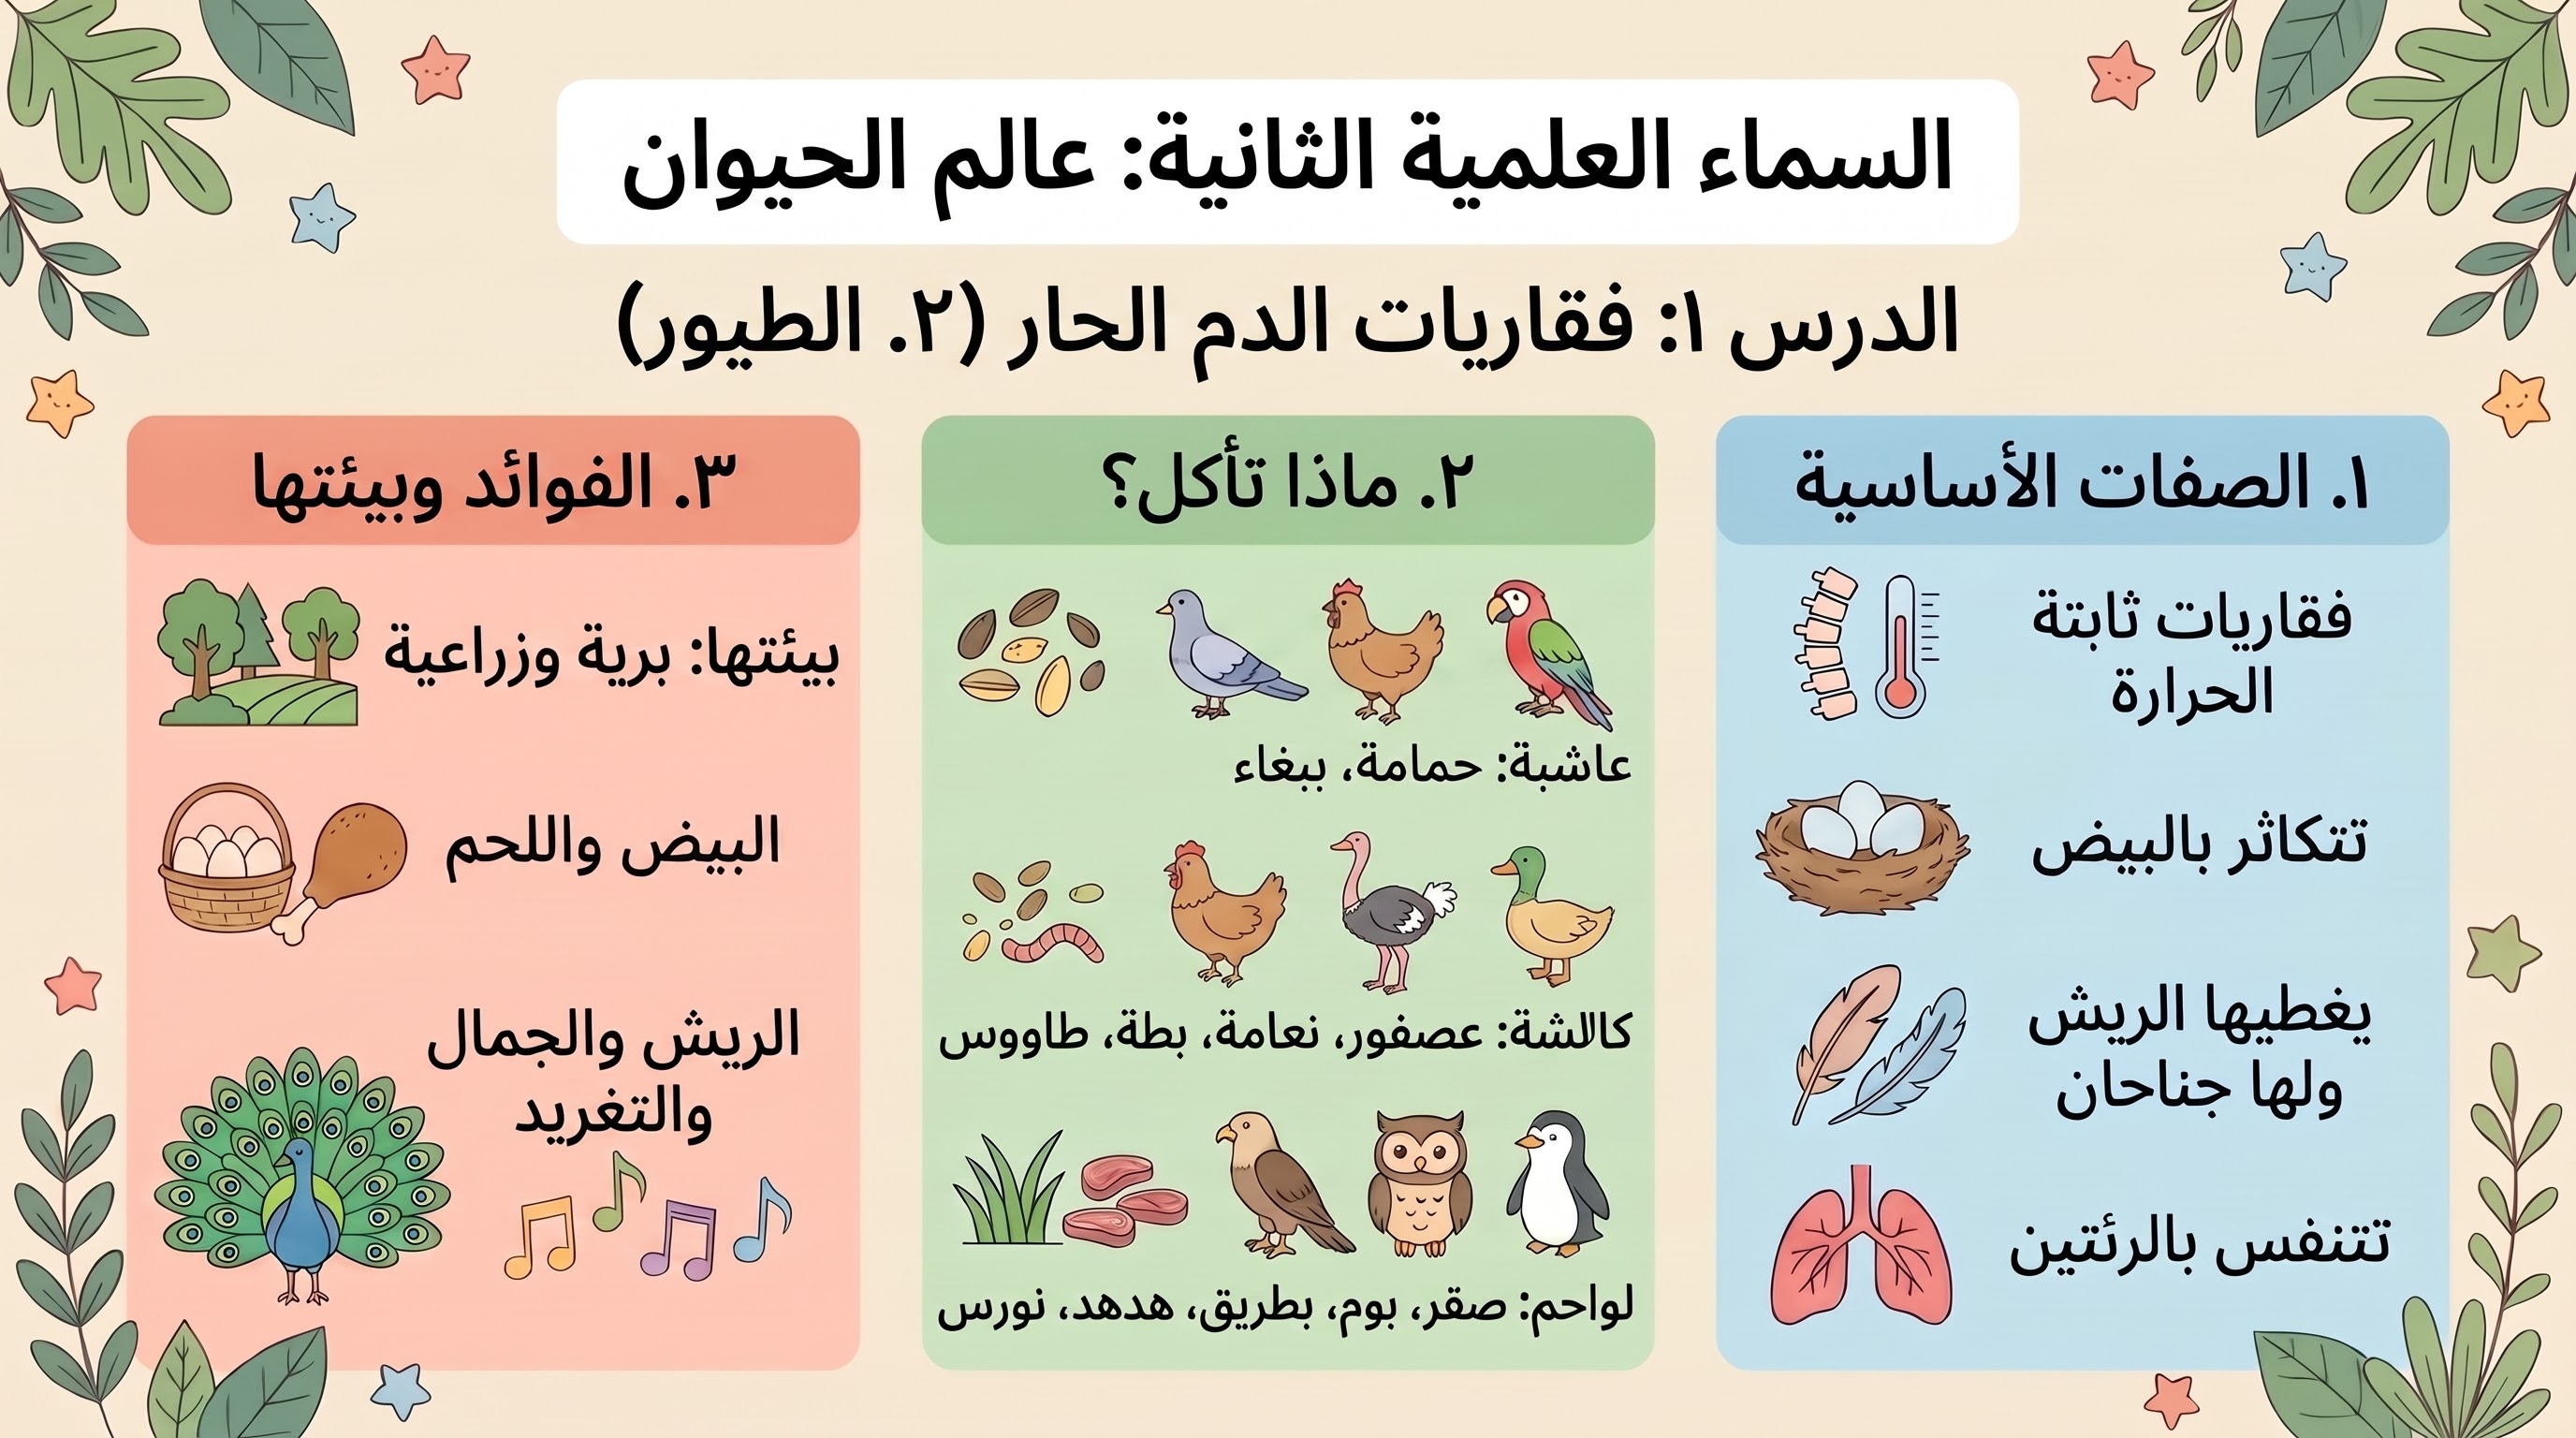 السماء العلمية الثانية: عالم الحيوان
الدرس ١: فقاريات الدم الحار (٢. الطيور)
١. الصفات الأساسية
فقاريات ثابتة
الحرارة
تتكاثر بالبيض
يغطيها الريش
ولها جناحان
تتنفس بالرئتين
٢. ماذا تأكل؟
عاشبة: حمامة، ببغاء
كالشة: عصفور، نعامة، بطة، طاووس
لواحم: صقر، بوم، بطريق، هدهد، نورس
٣. الفوائد وبيئتها
بيئتها: برية وزراعية
البيض واللحم
الريش والجمال
والتغريد